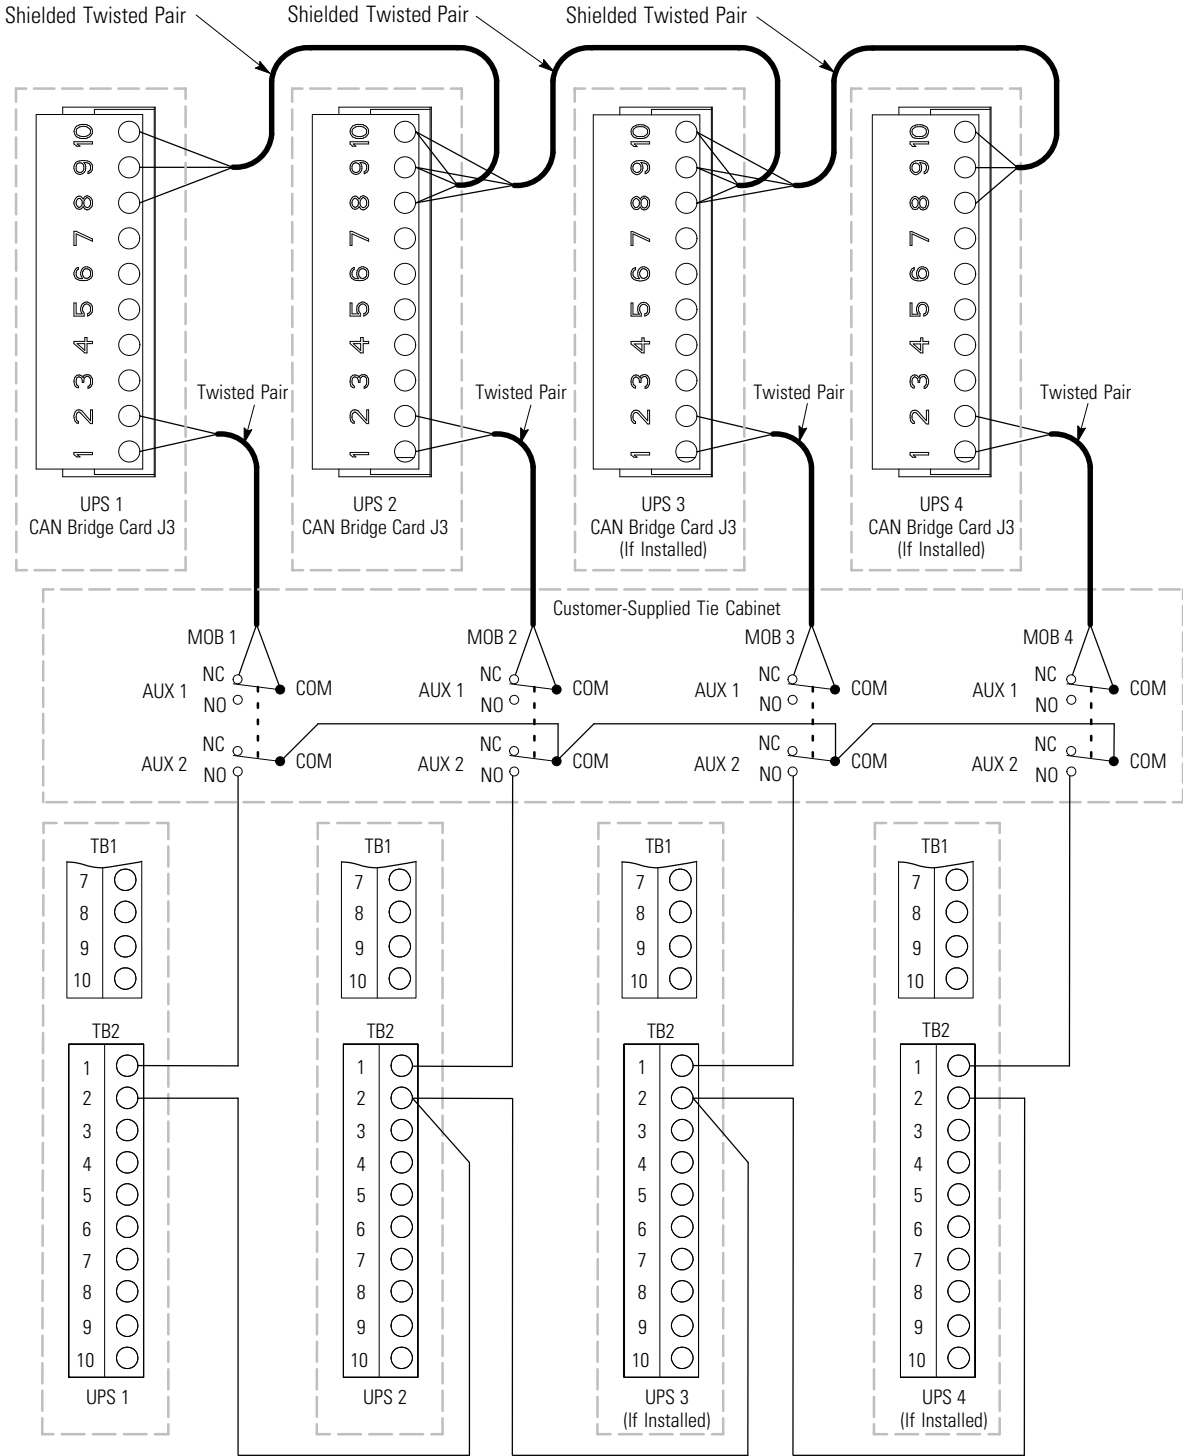 Shielded Twisted Pair
Shielded Twisted Pair
Shielded Twisted Pair
10
9
8
7
6
5
4
3
2
1
10
9
8
7
6
5
4
3
2
1
10
9
8
7
6
5
4
3
2
1
10
9
8
7
6
5
4
3
2
1
Twisted Pair
Twisted Pair
Twisted Pair
Twisted Pair
UPS 1
CAN Bridge Card J3
UPS 2
CAN Bridge Card J3
UPS 3
CAN Bridge Card J3
(If Installed)
UPS 4
CAN Bridge Card J3
(If Installed)
Customer-Supplied Tie Cabinet
MOB 1
NC
AUX 1
COM
NO
NC
AUX 2
COM
NO
MOB 2
NC
AUX 1
COM
NO
NC
AUX 2
COM
NO
MOB 3
NC
AUX 1
COM
NO
NC
AUX 2
COM
NO
MOB 4
NC
AUX 1
COM
NO
NC
AUX 2
COM
NO
TB1
7
8
9
10
TB2
1
2
3
4
5
6
7
8
9
10
UPS 1
TB1
7
8
9
10
TB2
1
2
3
4
5
6
7
8
9
10
UPS 2
TB1
7
8
9
10
TB2
1
2
3
4
5
6
7
8
9
10
UPS 3
(If Installed)
TB1
7
8
9
10
TB2
1
2
3
4
5
6
7
8
9
10
UPS 4
(If Installed)